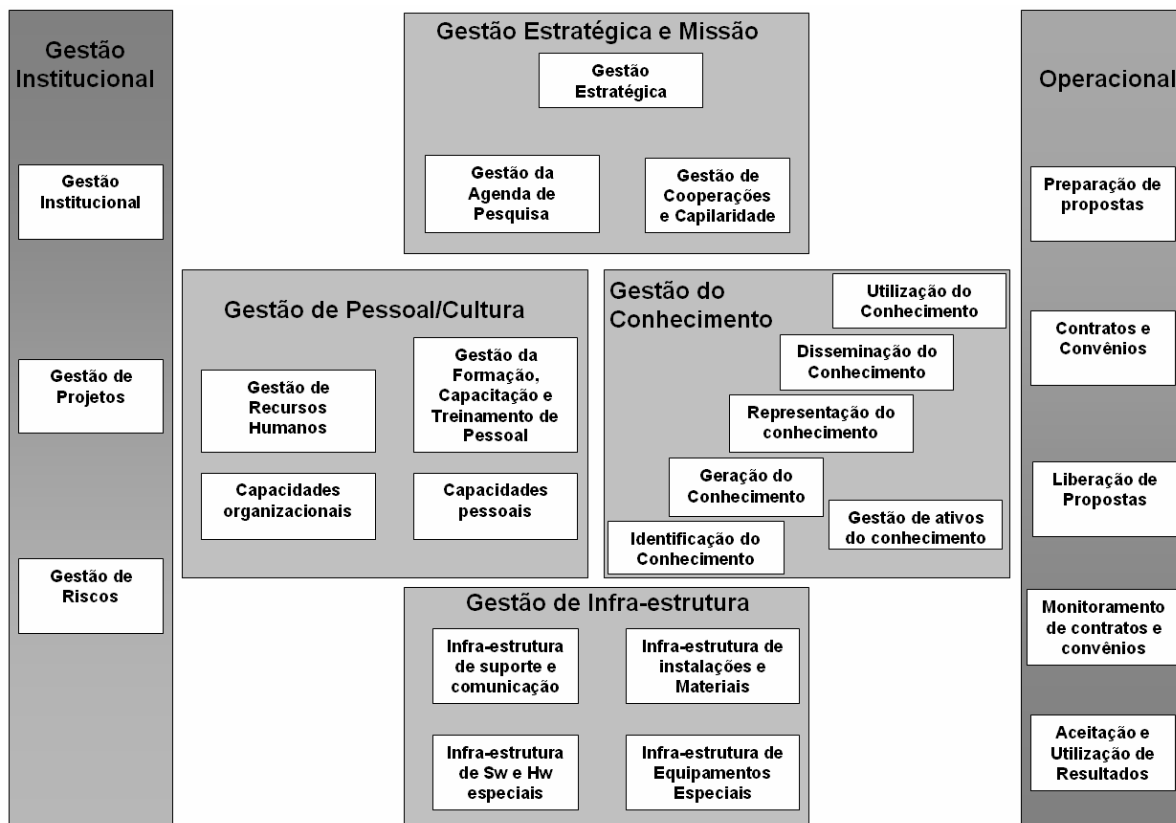 Gestão
Institucional
Gestão
Institucional
Gestão de
Projetos
Gestão de
Riscos
Gestão Estratégica e Missão
Gestão
Estratégica
Gestão da
Agenda de
Pesquisa
Gestão de
Cooperações
e Capilaridade
Gestão de Pessoal/Cultura
Gestão de
Recursos
Humanos
Gestão da
Formação,
Capacitação e
Treinamento de
Pessoal
Capacidades
organizacionais
Capacidades
pessoais
Gestão do
Conhecimento
Utilização do
Conhecimento
Disseminação do
Conhecimento
Representação do
conhecimento
Geração do
Conhecimento
Identificação do
Conhecimento
Gestão de ativos
do conhecimento
Gestão de Infra-estrutura
Infra-estrutura
de suporte e
comunicação
Infra-estrutura de
instalações e
Materiais
Infra-estrutura
de Sw e Hw
especiais
Infra-estrutura de
Equipamentos
Especiais
Operacional
Preparação de
propostas
Contratos e
Convênios
Liberação de
Propostas
Monitoramento
de contratos e
convênios
Aceitação e
Utilização de
Resultados